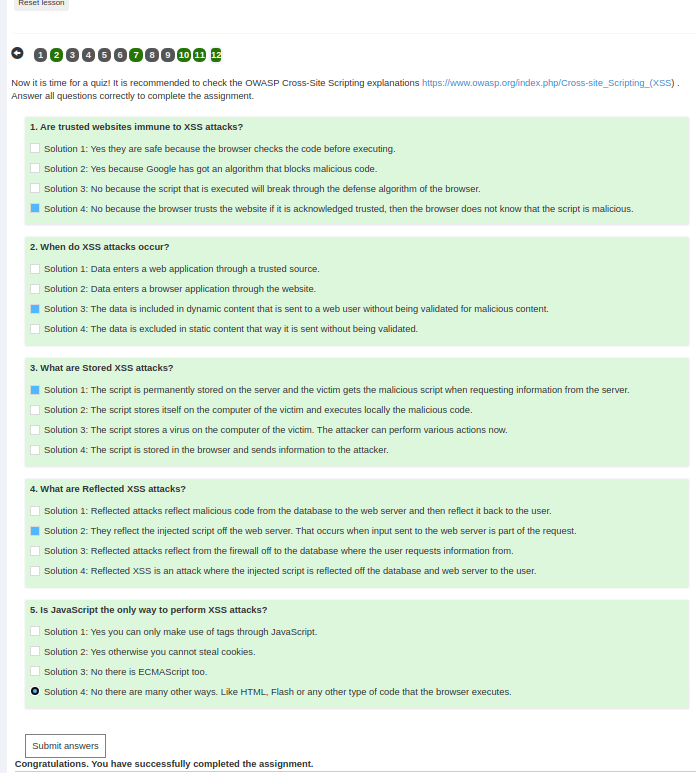 Reset lesson
1 2 3 4 5 6 7 8 9 10 11 12
Now it is time for a quiz! It is recommended to check the OWASP Cross-Site Scripting explanations https://www.owasp.org/index.php/Cross-site_Scripting_(XSS) .
Answer all questions correctly to complete the assignment.
1. Are trusted websites immune to XSS attacks?
Solution 1: Yes they are safe because the browser checks the code before executing.
Solution 2: Yes because Google has got an algorithm that blocks malicious code.
Solution 3: No because the script that is executed will break through the defense algorithm of the browser.
Solution 4: No because the browser trusts the website if it is acknowledged trusted, then the browser does not know that the script is malicious.
2. When do XSS attacks occur?
Solution 1: Data enters a web application through a trusted source.
Solution 2: Data enters a browser application through the website.
Solution 3: The data is included in dynamic content that is sent to a web user without being validated for malicious content.
Solution 4: The data is excluded in static content that way it is sent without being validated.
3. What are Stored XSS attacks?
Solution 1: The script is permanently stored on the server and the victim gets the malicious script when requesting information from the server.
Solution 2: The script stores itself on the computer of the victim and executes locally the malicious code.
Solution 3: The script stores a virus on the computer of the victim. The attacker can perform various actions now.
Solution 4: The script is stored in the browser and sends information to the attacker.
4. What are Reflected XSS attacks?
Solution 1: Reflected attacks reflect malicious code from the database to the web server and then reflect it back to the user.
Solution 2: They reflect the injected script off the web server. That occurs when input sent to the web server is part of the request.
Solution 3: Reflected attacks reflect from the firewall off to the database where the user requests information from.
Solution 4: Reflected XSS is an attack where the injected script is reflected off the database and web server to the user.
5. Is JavaScript the only way to perform XSS attacks?
Solution 1: Yes you can only make use of tags through JavaScript.
Solution 2: Yes otherwise you cannot steal cookies.
Solution 3: No there is ECMAScript too.
Solution 4: No there are many other ways. Like HTML, Flash or any other type of code that the browser executes.
Submit answers
Congratulations. You have successfully completed the assignment.